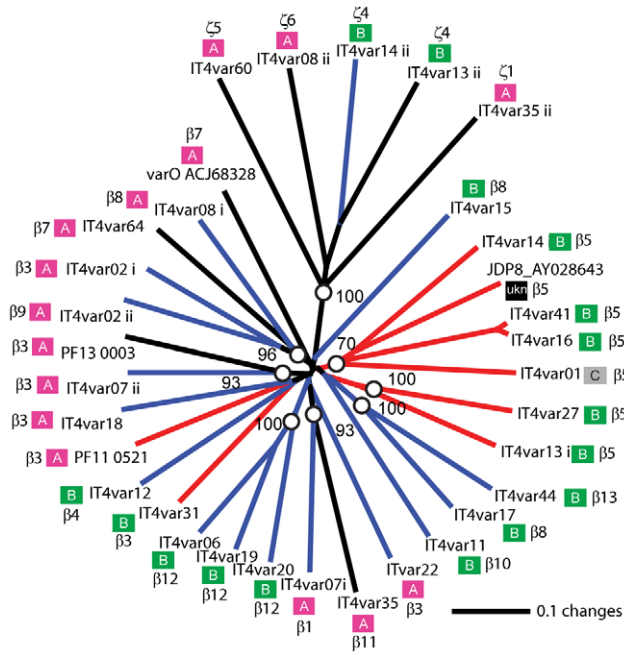 ζ5
A
IT4var60
ζ6
A
IT4var08 ii
ζ4
B
IT4var14 ii
ζ4
B
IT4var13 ii
ζ1
A
IT4var35 ii
β7
A
varO ACJ68328
β8 A
IT4var08 i
β7 A IT4var64
β3 A IT4var02 i
β9 A IT4var02 ii
β3 A PF13 0003
β3 A IT4var07 ii
β3 A IT4var18
β3 A PF11 0521
B IT4var12
β4
B IT4var31
β3
IT4var06
B
β12
IT4var19
B
β12
IT4var20
B
β12
IT4var07i
A
β1
IT4var35
A
β11
ITvar22
A
β3
IT4var11
B β10
IT4var17
B β8
IT4var44 B β13
IT4var13 i B β5
IT4var27 B β5
IT4var01 C β5
IT4var16 B β5
IT4var41 B β5
JDP8_AY028643
ukn β5
IT4var14 B β5
B β8
IT4var15
100
96
93
70
100
100
100
93
0.1 changes